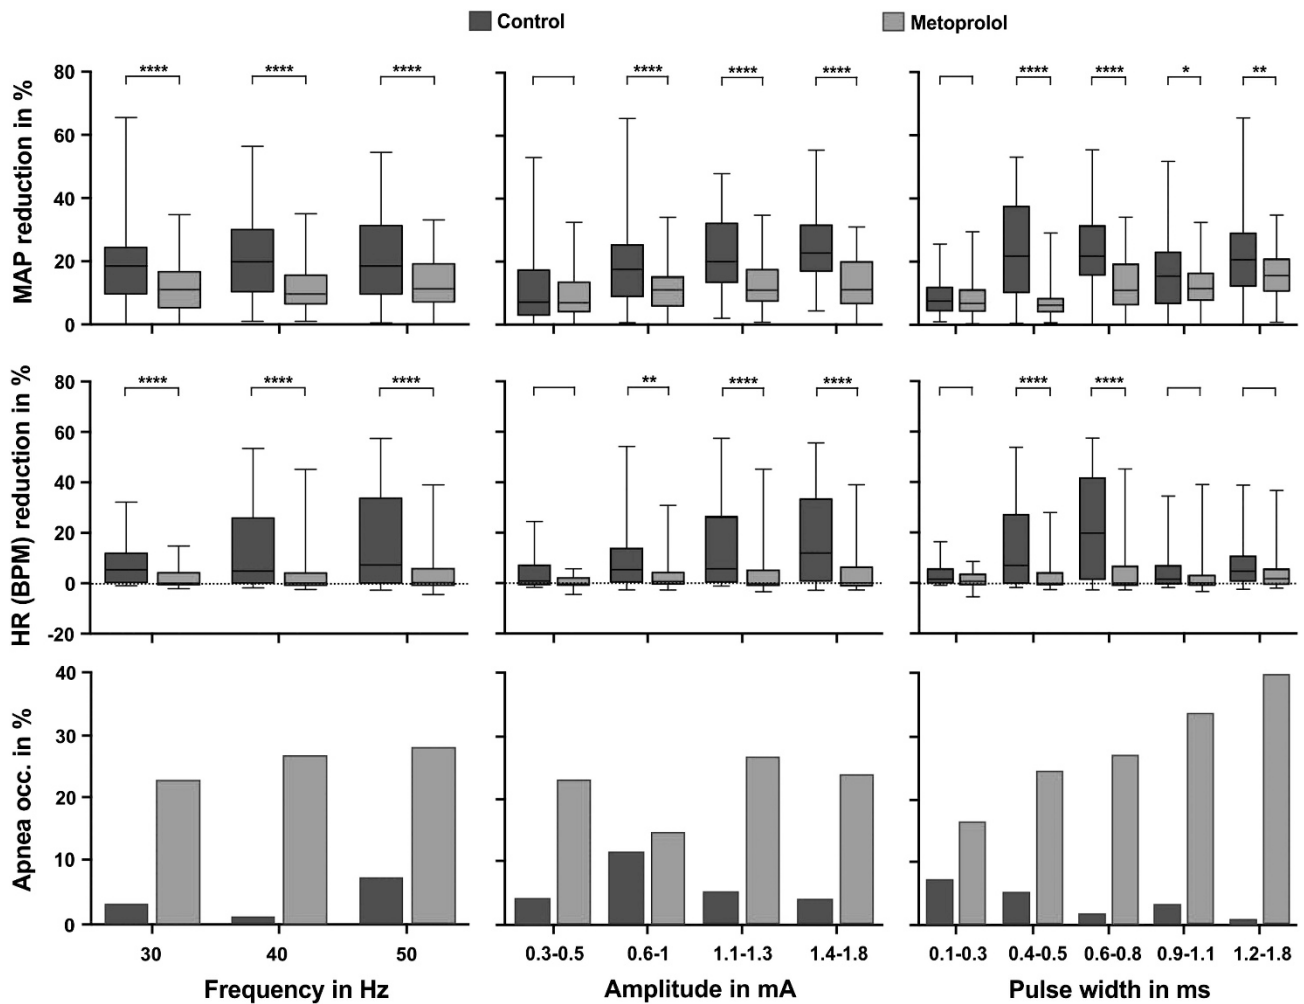 Control Metoprolol
MAP reduction in %
80
60
40
20
0
**** **** ****
**** **** ****
**** **** * **
HR (BPM) reduction in %
80
60
40
20
0
-20
**** **** ****
** **** ****
**** ****
Apnea occ. in %
40
30
20
10
0
30 40 50
Frequency in Hz
0.3-0.5 0.6-1 1.1-1.3 1.4-1.8
Amplitude in mA
0.1-0.3 0.4-0.5 0.6-0.8 0.9-1.1 1.2-1.8
Pulse width in ms